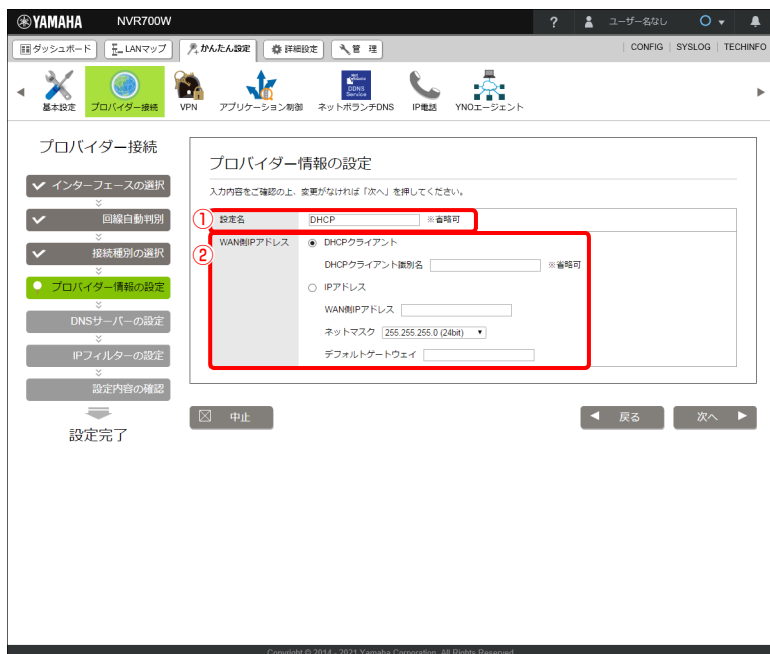 YAMAHA NVR700W ? ユーザー名なし
ダッシュボード LANマップ かんたん設定 詳細設定 管 理 | CONFIG | SYSLOG | TECHINFO
基本設定 プロバイダー接続 VPN アプリケーション制御 DDNS Service ネットボランチDNS IP電話 YNOエージェント
プロバイダー接続
インターフェースの選択
回線自動判別
接続種別の選択
プロバイダー情報の設定
DNSサーバーの設定
IPフィルターの設定
設定内容の確認
設定完了
プロバイダー情報の設定
入力内容をご確認の上、変更がなければ「次へ」を押してください。
① 設定名 DHCP ※省略可
② WAN側IPアドレス DHCPクライアント
DHCPクライアント識別名 ※省略可
IPアドレス
WAN側IPアドレス
ネットマスク 255.255.255.0 (24bit)
デフォルトゲートウェイ
中止 戻る 次へ
Copyright © 2014 - 2021 Yamaha Corporation. All Rights Reserved.